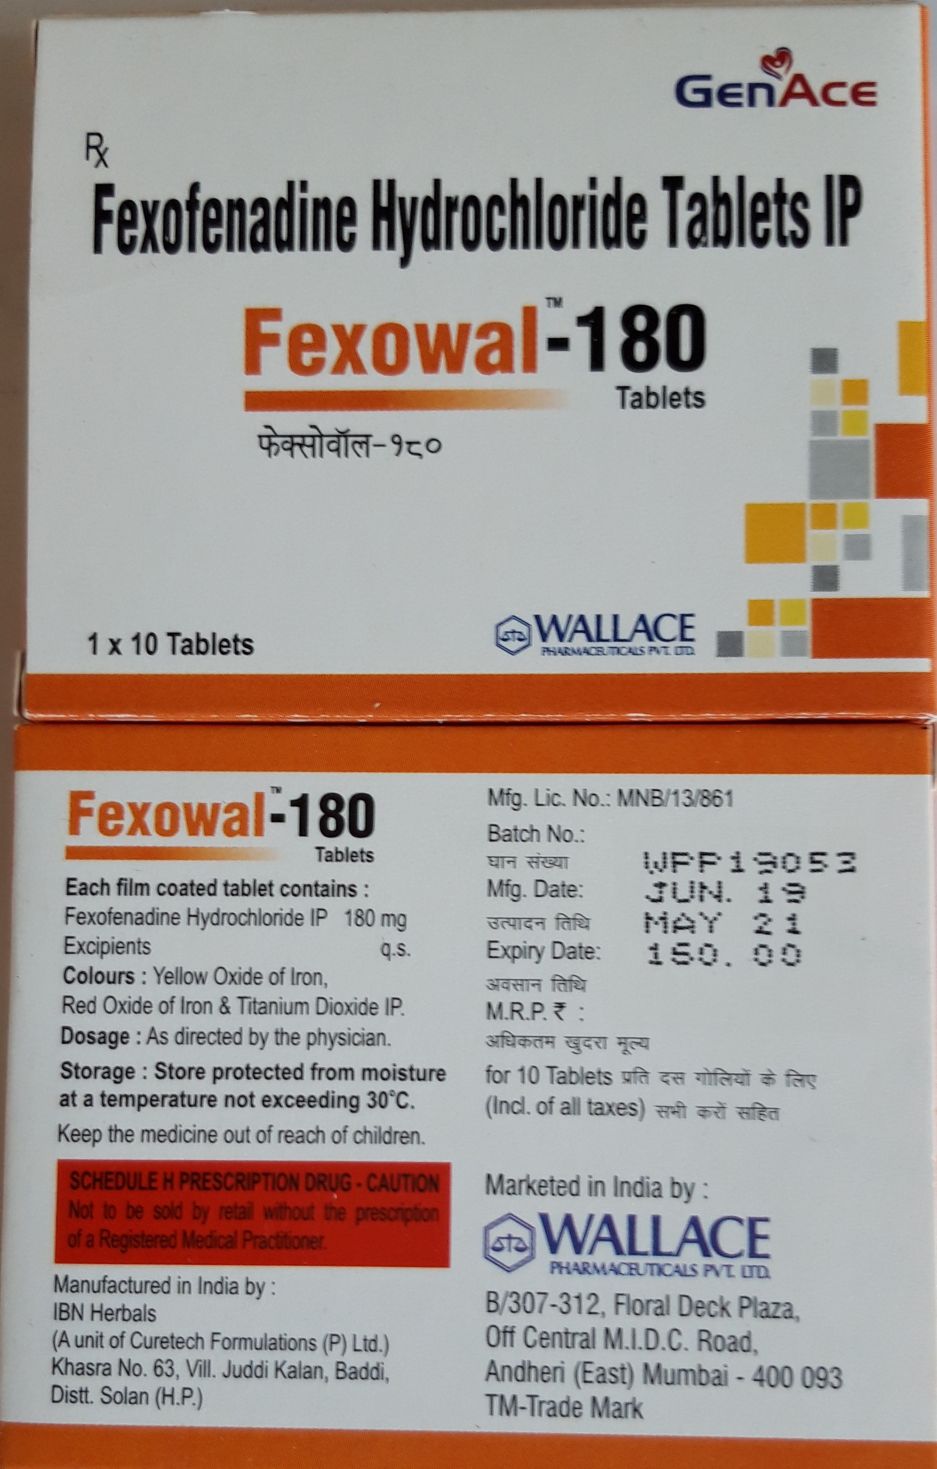 GenAce
Rx
Fexofenadine Hydrochloride Tablets IP
Fexowal™-180
Tablets
फेक्सोवॉल-१८०
1 x 10 Tablets
WALLACE
PHARMACEUTICALS PVT. LTD.
Fexowal™-180
Tablets
Each film coated tablet contains :
Fexofenadine Hydrochloride IP 180 mg
Excipients q.s.
Colours : Yellow Oxide of Iron,
Red Oxide of Iron & Titanium Dioxide IP.
Dosage : As directed by the physician.
Storage : Store protected from moisture
at a temperature not exceeding 30°C.
Keep the medicine out of reach of children.
SCHEDULE H PRESCRIPTION DRUG - CAUTION
Not to be sold by retail without the prescription
of a Registered Medical Practitioner.
Manufactured in India by :
IBN Herbals
(A unit of Curetech Formulations (P) Ltd.)
Khasra No. 63, Vill. Juddi Kalan, Baddi,
Distt. Solan (H.P.)
Mfg. Lic. No.: MNB/13/861
Batch No.:
घान संख्या WPP19053
Mfg. Date: JUN. 19
उत्पादन तिथि MAY 21
Expiry Date: 150.00
अवसान तिथि
M.R.P. ₹ :
अधिकतम खुदरा मूल्य
for 10 Tablets प्रति दस गोलियों के लिए
(Incl. of all taxes) सभी करों सहित
Marketed in India by :
WALLACE
PHARMACEUTICALS PVT. LTD.
B/307-312, Floral Deck Plaza,
Off Central M.I.D.C. Road,
Andheri (East) Mumbai - 400 093
TM-Trade Mark